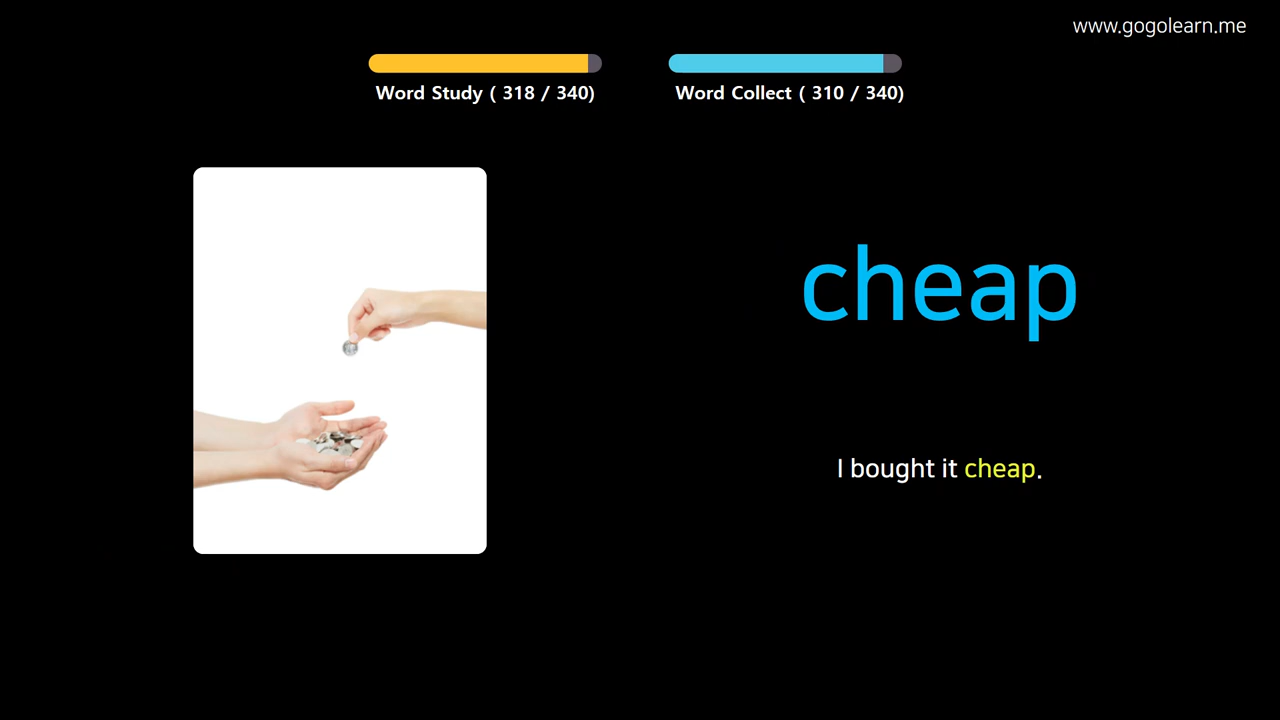 www.gogolearn.me
Word Study ( 318 / 340)
Word Collect ( 310 / 340)
cheap
I bought it cheap.